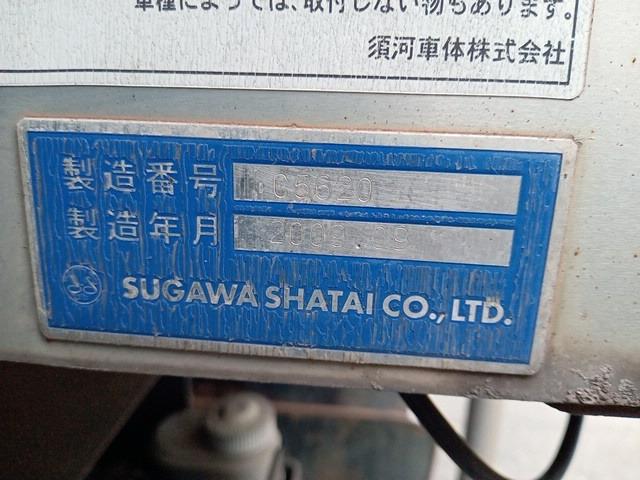 車種によっては、取付しない物もあります。
須河車体株式会社
製造番号 C5620
製造年月 2009.09
SUGAWA SHATAI CO., LTD.